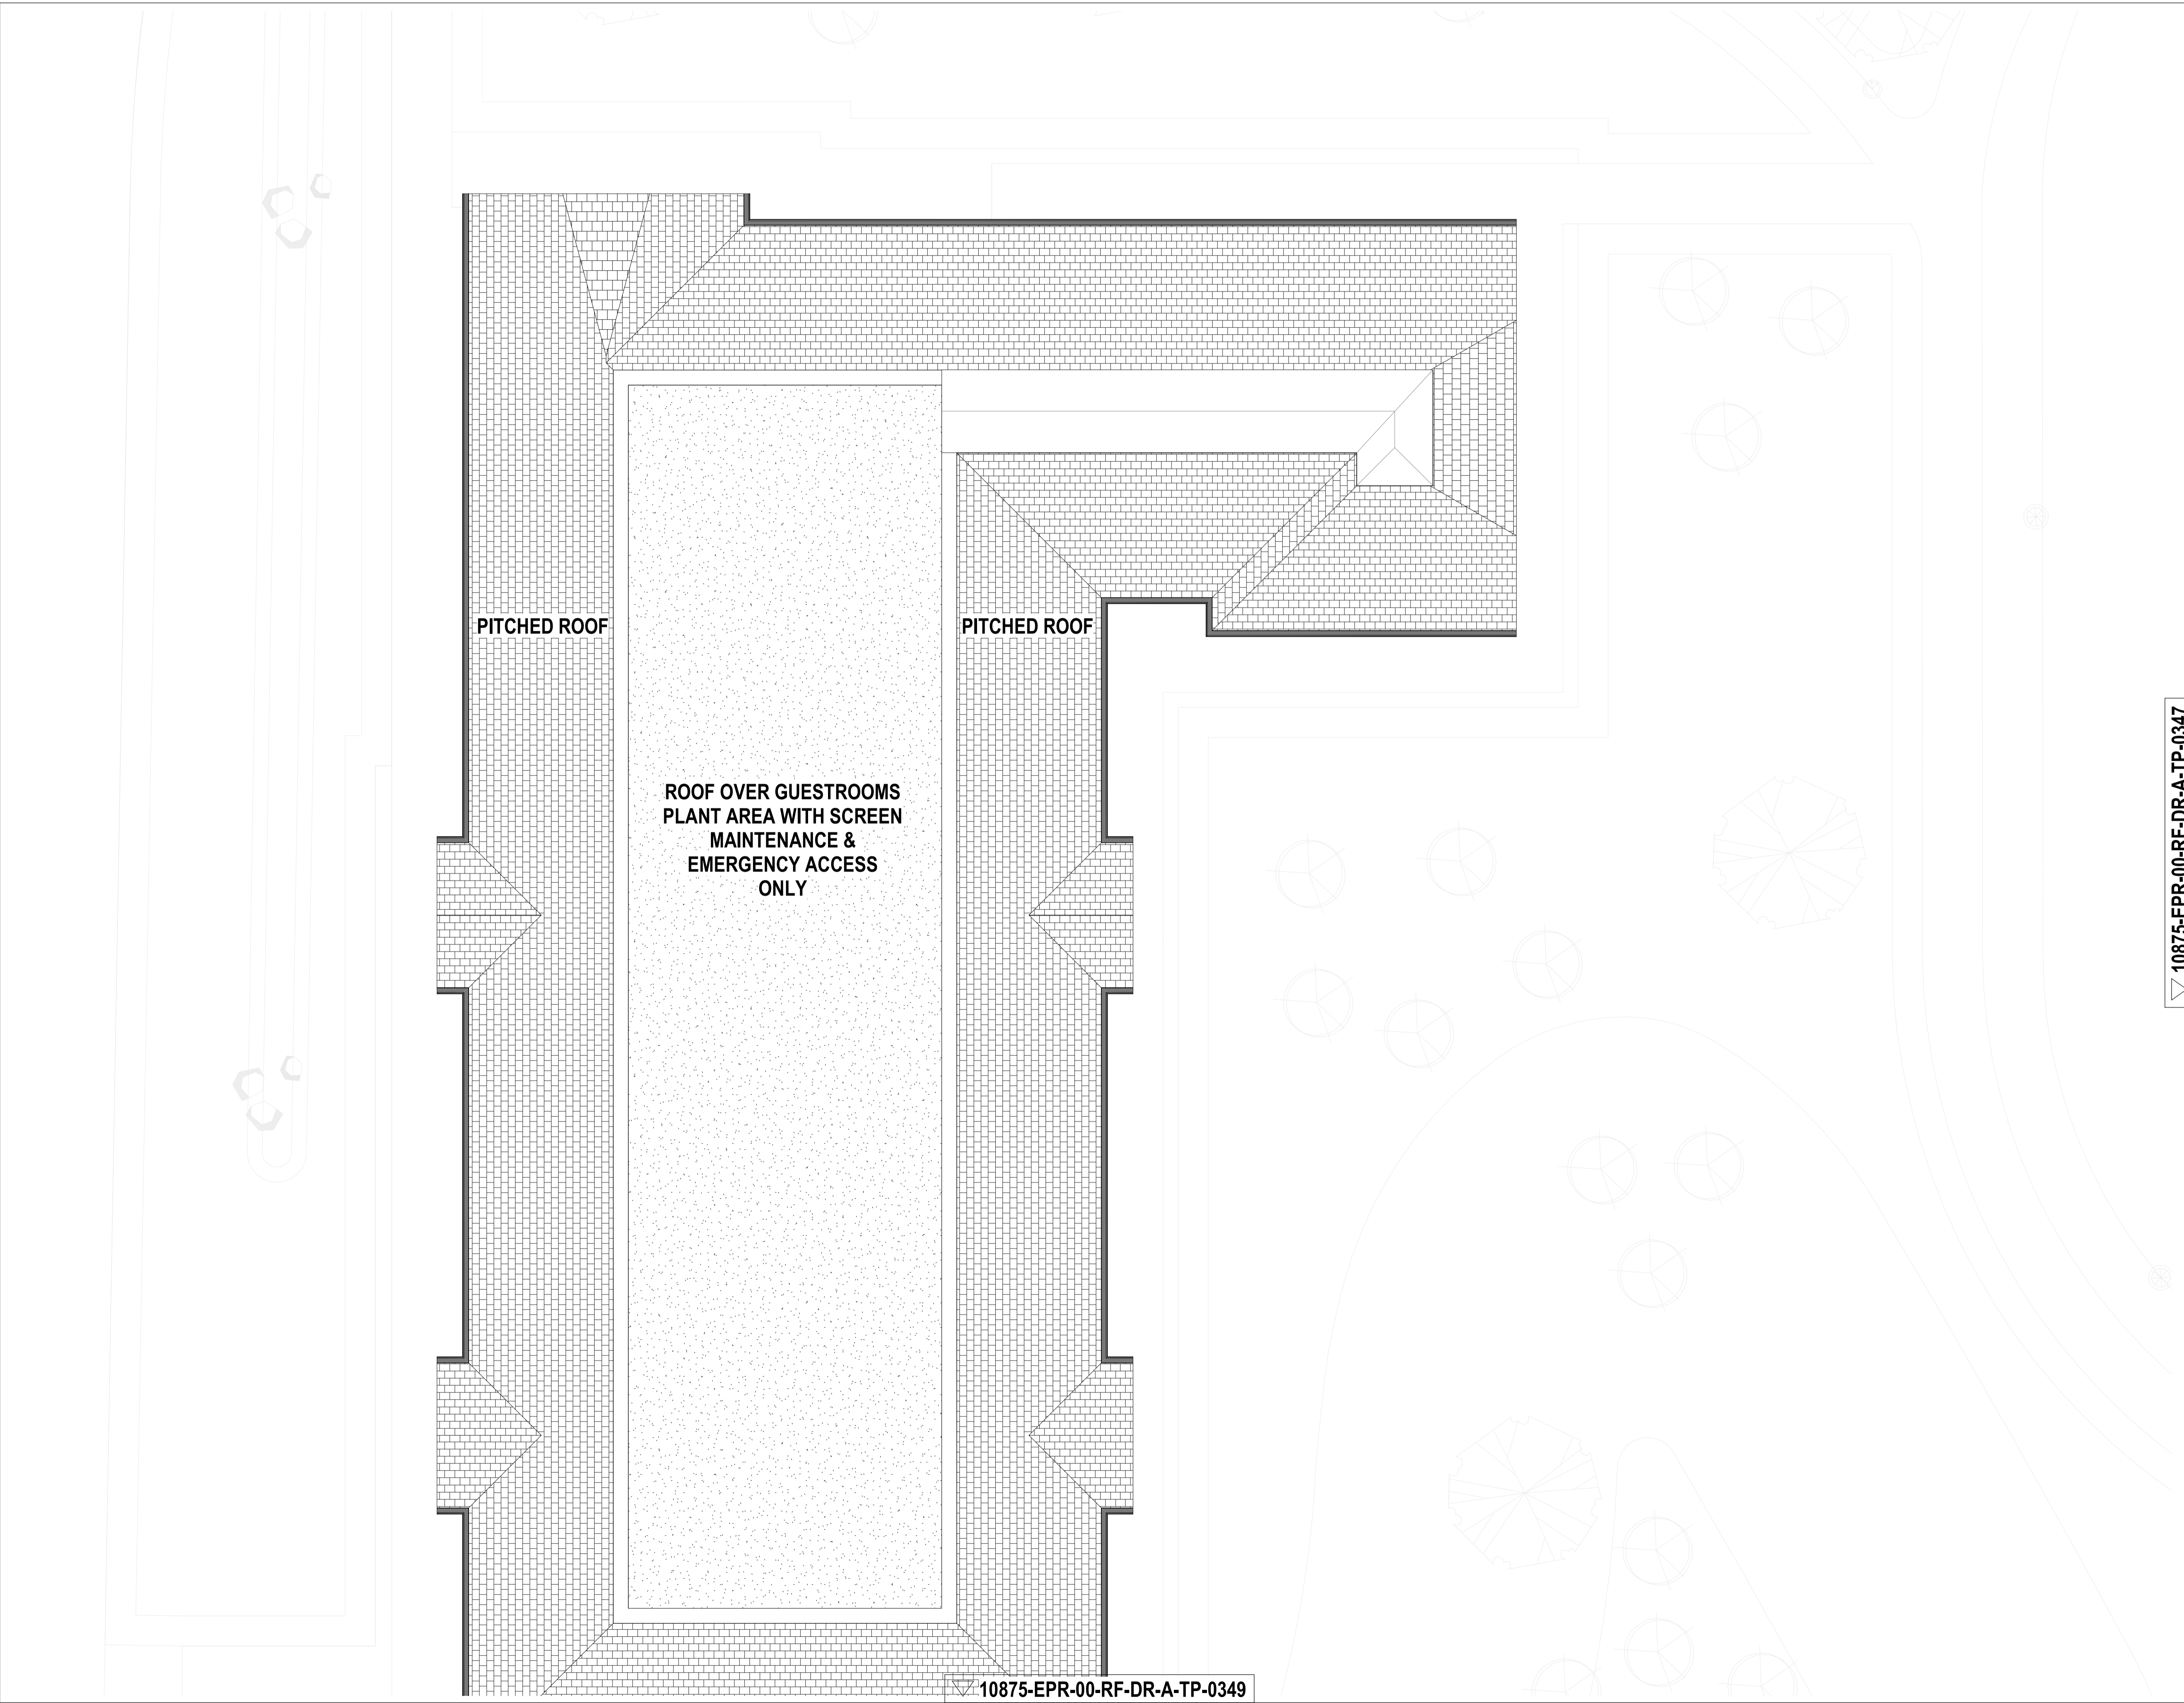 PITCHED ROOF
PITCHED ROOF
ROOF OVER GUESTROOMS
PLANT AREA WITH SCREEN
MAINTENANCE &
EMERGENCY ACCESS
ONLY
10875-EPR-00-RF-DR-A-TP-0347
10875-EPR-00-RF-DR-A-TP-0349